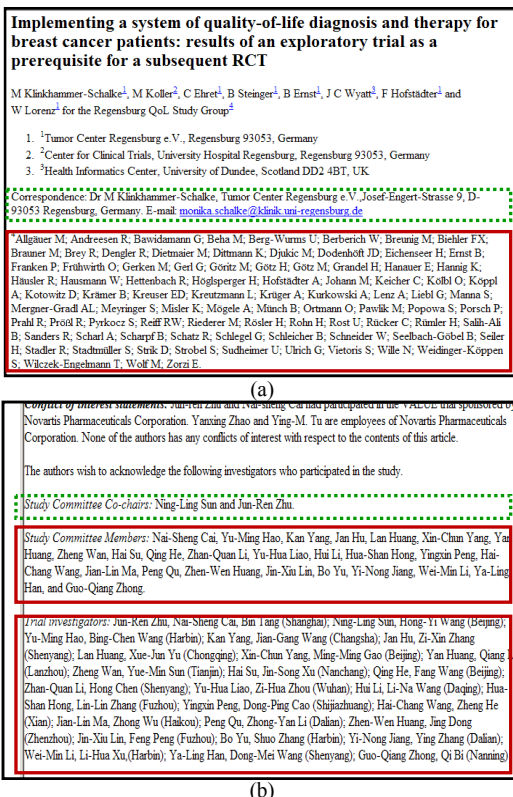 Implementing a system of quality-of-life diagnosis and therapy for
breast cancer patients: results of an exploratory trial as a
prerequisite for a subsequent RCT
M Klinkhammer-Schalke1, M Koller2, C Ehret1, B Steinger1, B Ernst1, J C Wyatt3, F Hofstädter1 and
W Lorenz1 for the Regensburg QoL Study Group4
1. 1Tumor Center Regensburg e.V., Regensburg 93053, Germany
2. 2Center for Clinical Trials, University Hospital Regensburg, Regensburg 93053, Germany
3. 3Health Informatics Center, University of Dundee, Scotland DD2 4BT, UK
Correspondence: Dr M Klinkhammer-Schalke, Tumor Center Regensburg e.V.,Josef-Engert-Strasse 9, D-
93053 Regensburg, Germany. E-mail: monika.schalke@klinik.uni-regensburg.de
4Allgäuer M; Andreesen R; Bawidamann G; Beha M; Berg-Wurms U; Berberich W; Breunig M; Biehler FX;
Brauner M; Brey R; Dengler R; Dietmaier M; Dittmann K; Djukic M; Dodenhöft JD; Eichenseer H; Ernst B;
Franken P; Frühwirth O; Gerken M; Gerl G; Göritz M; Götz H; Götz M; Grandel H; Hanauer E; Hannig K;
Häusler R; Hausmann W; Hettenbach R; Höglsperger H; Hofstädter A; Johann M; Keicher C; Kölbl O; Köppl
A; Kotowitz D; Krämer B; Kreuser ED; Kreutzmann L; Krüger A; Kurkowski A; Lenz A; Liebl G; Manna S;
Mergner-Gradl AL; Meyringer S; Misler K; Mögele A; Münch B; Ortmann O; Pawlik M; Popowa S; Porsch P;
Prahl R; Prößl R; Pyrkocz S; Reiff RW; Riederer M; Rösler H; Rohn H; Rost U; Rücker C; Rümler H; Salih-Ali
B; Sanders R; Scharl A; Scharpf B; Schatz R; Schlegel G; Schleicher B; Schneider W; Seelbach-Göbel B; Seiler
H; Stadler R; Stadtmüller S; Strik D; Strobel S; Sudheimer U; Ulrich G; Vietoris S; Wille N; Weidinger-Köppen
S; Wilczek-Engelmann T; Wolf M; Zorzi E.
(a)
Conflict of interest statements: Jun-Ren Zhu and Nai-sheng Cai had participated in the VALUE trial sponsored by
Novartis Pharmaceuticals Corporation. Yanxing Zhao and Ying-M. Tu are employees of Novartis Pharmaceuticals
Corporation. None of the authors has any conflicts of interest with respect to the contents of this article.
The authors wish to acknowledge the following investigators who participated in the study.
Study Committee Co-chairs: Ning-Ling Sun and Jun-Ren Zhu.
Study Committee Members: Nai-Sheng Cai, Yu-Ming Hao, Kan Yang, Jan Hu, Lan Huang, Xin-Chun Yang, Yan
Huang, Zheng Wan, Hai Su, Qing He, Zhan-Quan Li, Yu-Hua Liao, Hui Li, Hua-Shan Hong, Yingxin Peng, Hai-
Chang Wang, Jian-Lin Ma, Peng Qu, Zhen-Wen Huang, Jin-Xiu Lin, Bo Yu, Yi-Nong Jiang, Wei-Min Li, Ya-Ling
Han, and Guo-Qiang Zhong.
Trial investigators: Jun-Ren Zhu, Nai-Sheng Cai, Bin Tang (Shanghai); Ning-Ling Sun, Hong-Yi Wang (Beijing);
Yu-Ming Hao, Bing-Chen Wang (Harbin); Kan Yang, Jian-Gang Wang (Changsha); Jan Hu, Zi-Xin Zhang
(Shenyang); Lan Huang, Xue-Jun Yu (Chongqing); Xin-Chun Yang, Ming-Ming Gao (Beijing); Yan Huang, Qiang
(Lanzhou); Zheng Wan, Yue-Min Sun (Tianjin); Hai Su, Jin-Song Xu (Nanchang); Qing He, Fang Wang (Beijing);
Zhan-Quan Li, Hong Chen (Shenyang); Yu-Hua Liao, Zi-Hua Zhou (Wuhan); Hui Li, Li-Na Wang (Daqing); Hua-
Shan Hong, Lin-Lin Zhang (Fuzhou); Yingxin Peng, Dong-Ping Cao (Shijiazhuang); Hai-Chang Wang, Zheng He
(Xian); Jian-Lin Ma, Zhong Wu (Haikou); Peng Qu, Zhong-Yan Li (Dalian); Zhen-Wen Huang, Jing Dong
(Zhenzhou); Jin-Xiu Lin, Feng Peng (Fuzhou); Bo Yu, Shuo Zhang (Harbin); Yi-Nong Jiang, Ying Zhang (Dalian);
Wei-Min Li, Li-Hua Xu,(Harbin); Ya-Ling Han, Dong-Mei Wang (Shenyang); Guo-Qiang Zhong, Qi Bi (Nanning)
(b)